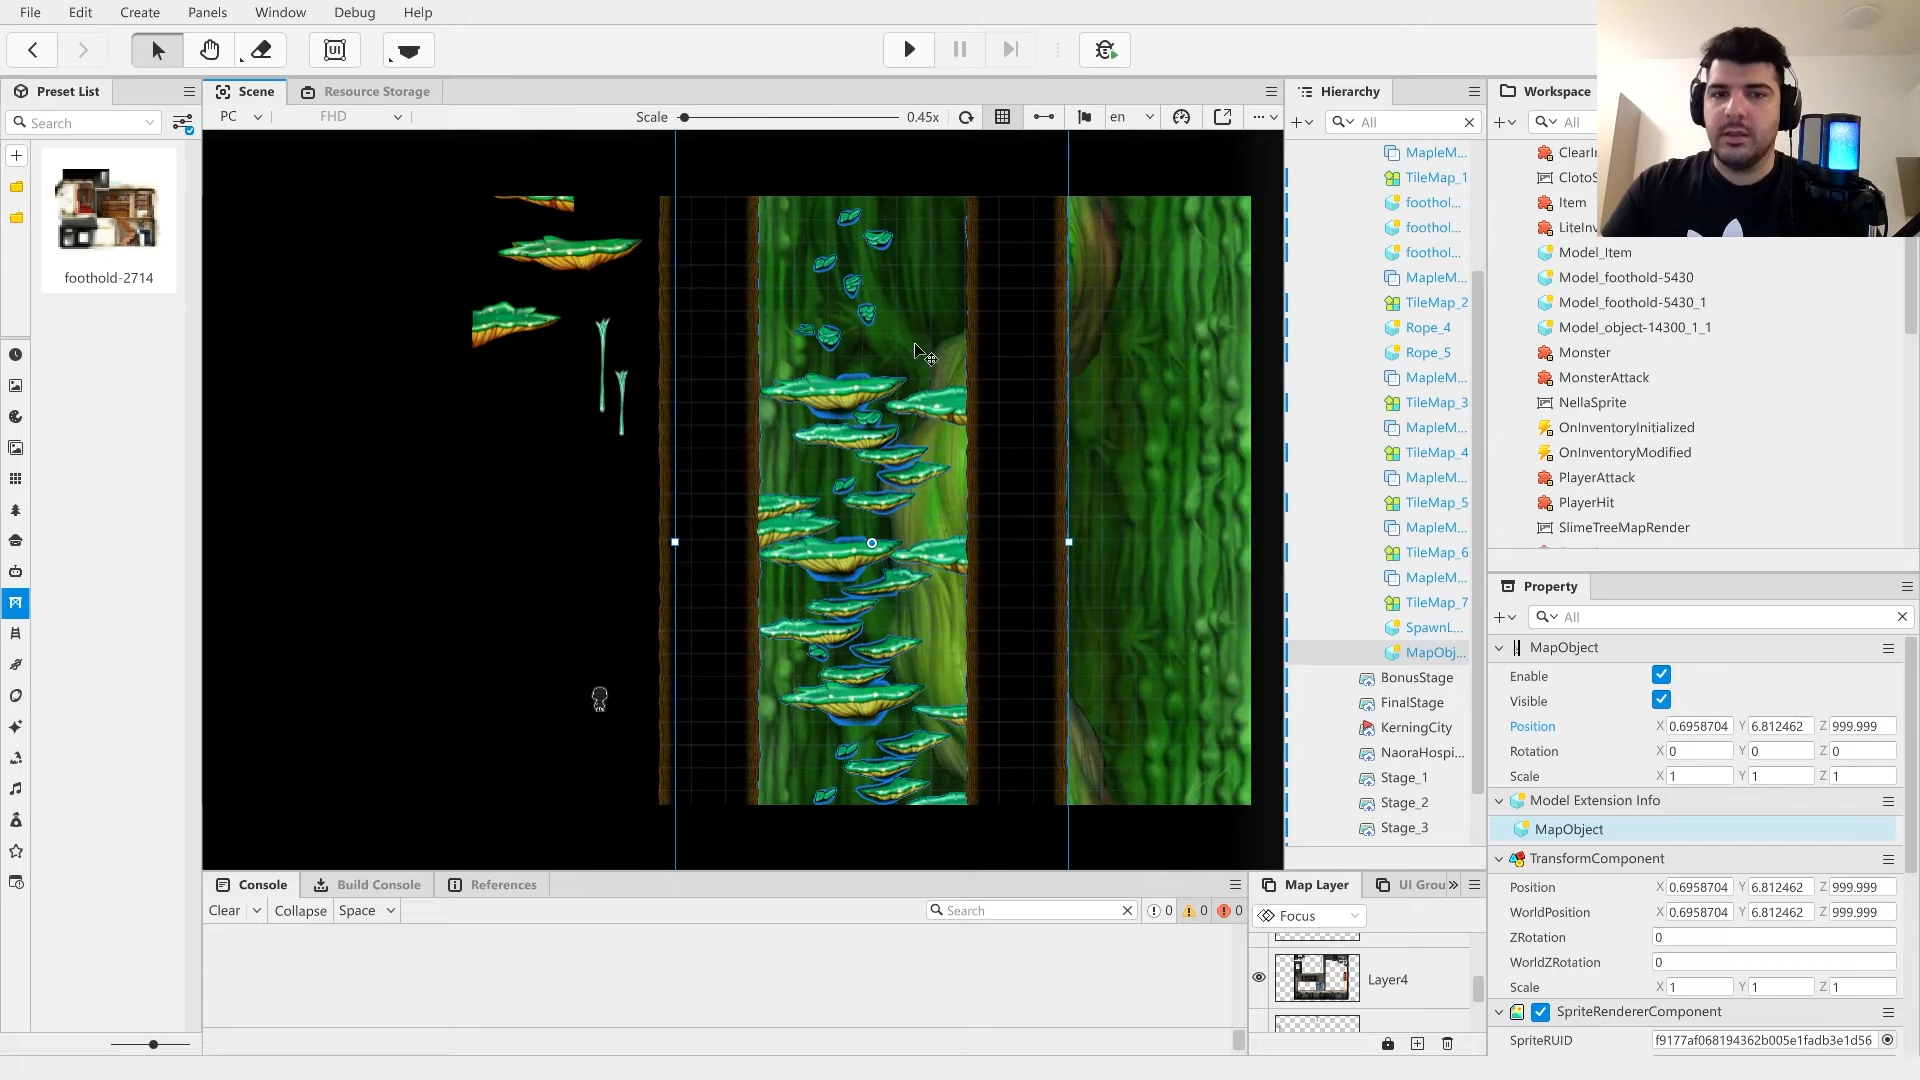 File Edit Create Panels Window Debug Help
Preset List
Search
foothold-2714
Scene Resource Storage
PC FHD Scale 0.45x en
Hierarchy
All
MapleM...
TileMap_1
foothol...
foothol...
foothol...
MapleM...
TileMap_2
Rope_4
Rope_5
MapleM...
TileMap_3
MapleM...
TileMap_4
MapleM...
TileMap_5
MapleM...
TileMap_6
MapleM...
TileMap_7
SpawnL...
MapObj...
BonusStage
FinalStage
KerningCity
NaoraHospi...
Stage_1
Stage_2
Stage_3
Workspace
All
Item
Model_Item
Model_foothold-5430
Model_foothold-5430_1
Model_object-14300_1_1
Monster
MonsterAttack
NellaSprite
OnInventoryInitialized
OnInventoryModified
PlayerAttack
PlayerHit
SlimeTreeMapRender
Property
All
MapObject
Enable
Visible
Position X 0.6958704 Y 6.812462 Z 999.999
Rotation X 0 Y 0 Z 0
Scale X 1 Y 1 Z 1
Model Extension Info
MapObject
TransformComponent
Position X 0.6958704 Y 6.812462 Z 999.999
WorldPosition X 0.6958704 Y 6.812462 Z 999.999
ZRotation 0
WorldZRotation 0
Scale X 1 Y 1 Z 1
SpriteRendererComponent
SpriteRUID f9177af068194362b005e1fadb3e1d56
Console Build Console References
Clear Collapse Space Search 0 0 0
Map Layer UI Grou
Focus
Layer4